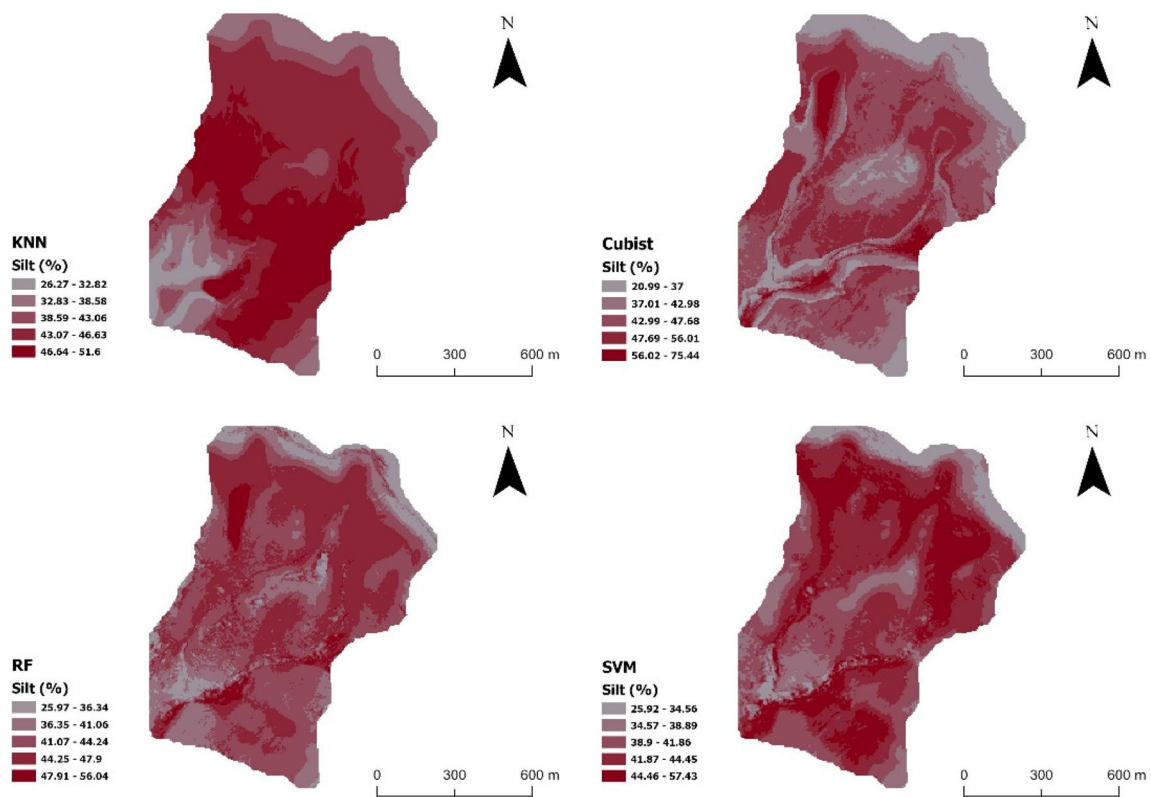 N
KNN
Silt (%)
26.27 - 32.82
32.83 - 38.58
38.59 - 43.06
43.07 - 46.63
46.64 - 51.6
0 300 600 m
N
Cubist
Silt (%)
20.99 - 37
37.01 - 42.98
42.99 - 47.68
47.69 - 56.01
56.02 - 75.44
0 300 600 m
N
RF
Silt (%)
25.97 - 36.34
36.35 - 41.06
41.07 - 44.24
44.25 - 47.9
47.91 - 56.04
0 300 600 m
N
SVM
Silt (%)
25.92 - 34.56
34.57 - 38.89
38.9 - 41.86
41.87 - 44.45
44.46 - 57.43
0 300 600 m